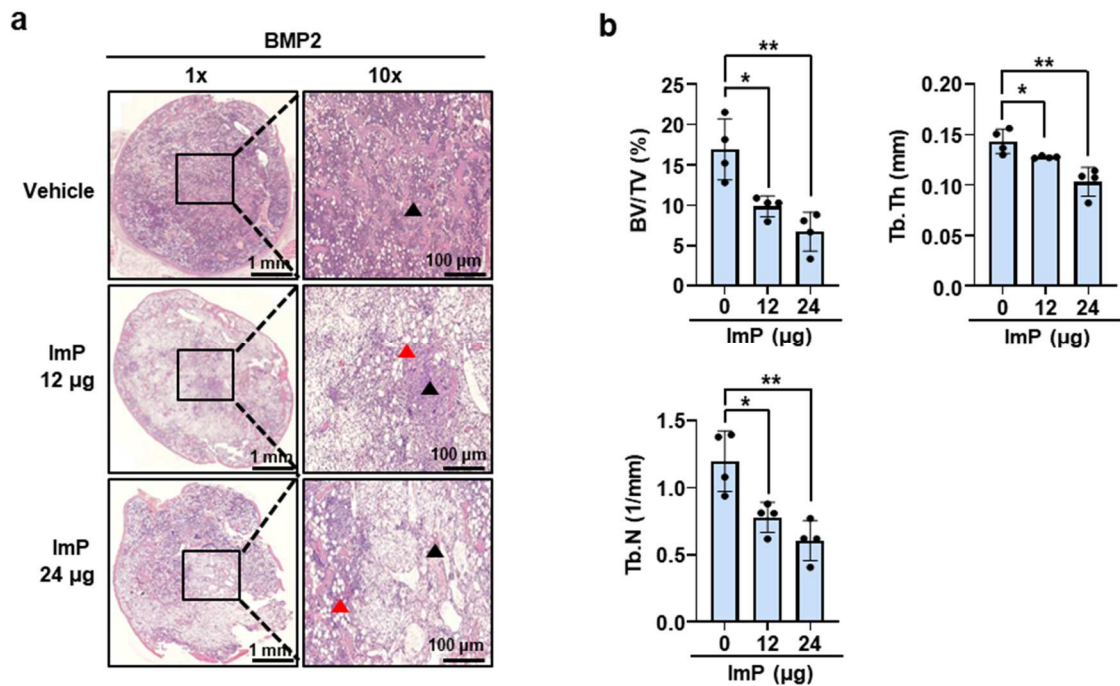 a
BMP2
1x
10x
Vehicle
1 mm
100 µm
ImP
12 µg
1 mm
100 µm
ImP
24 µg
1 mm
100 µm
b
**
*
25
20
15
10
5
0
BV/TV (%)
0
12
24
ImP (µg)
**
*
0.20
0.15
0.10
0.05
0.0
Tb.Th (mm)
0
12
24
ImP (µg)
**
*
1.5
1.0
0.5
0.0
Tb.N (1/mm)
0
12
24
ImP (µg)